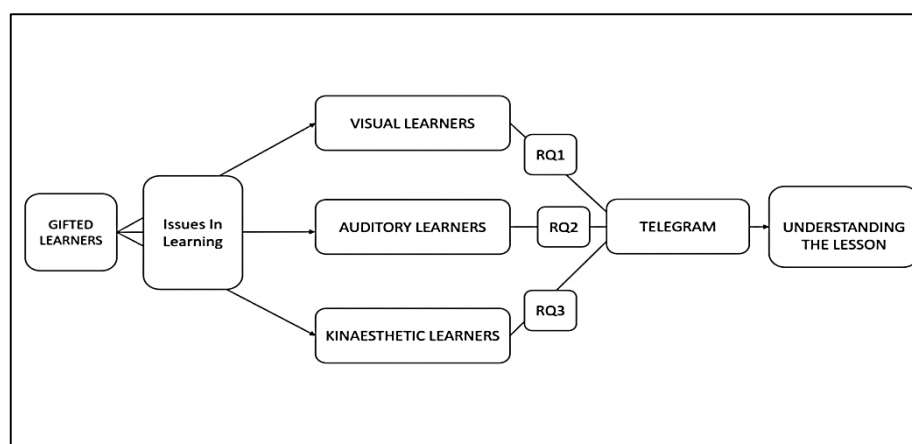 VISUAL LEARNERS
RQ1
GIFTED
LEARNERS
Issues In
Learning
AUDITORY LEARNERS
RQ2
TELEGRAM
UNDERSTANDING
THE LESSON
RQ3
KINAESTHETIC LEARNERS